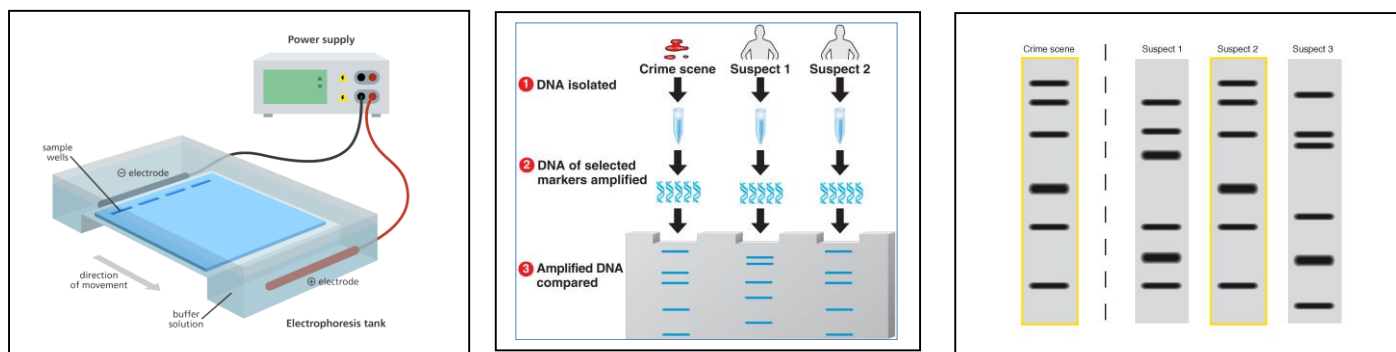 Power supply
sample
wells
⊖ electrode
direction
of movement
⊕ electrode
buffer
solution
Electrophoresis tank
Crime scene Suspect 1 Suspect 2
1 DNA isolated
2 DNA of selected
markers amplified
3 Amplified DNA
compared
Crime scene Suspect 1 Suspect 2 Suspect 3